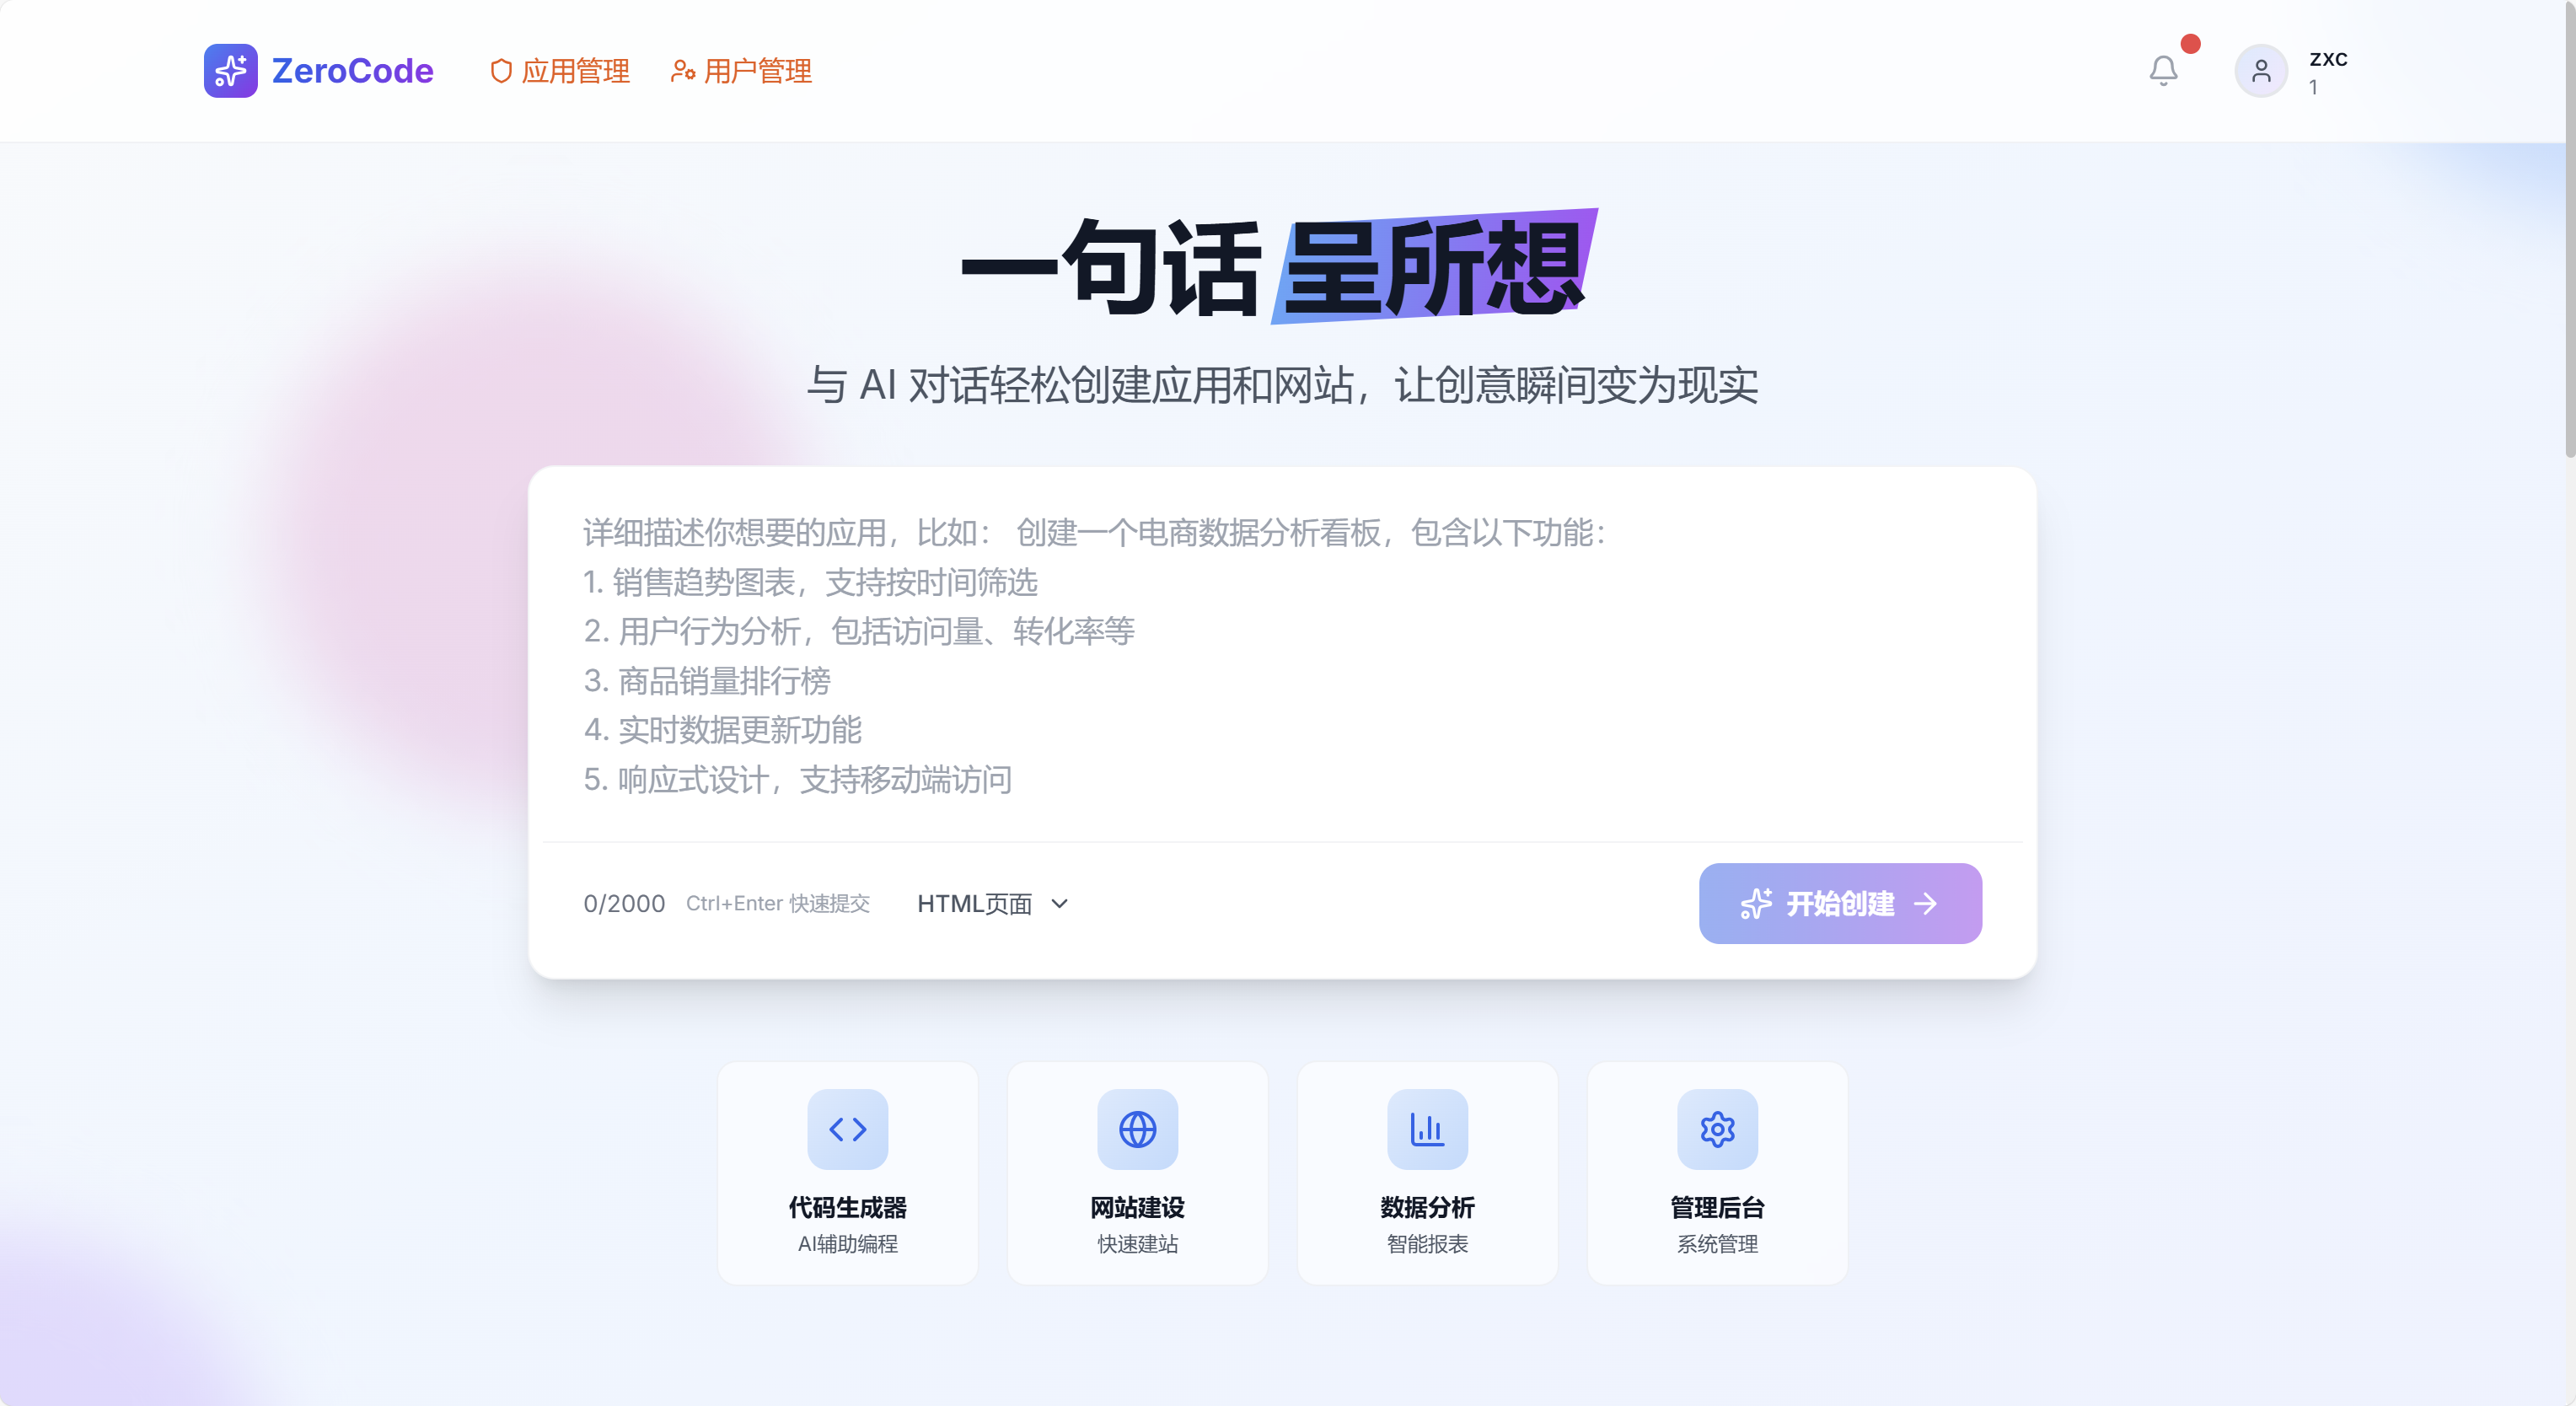 ZeroCode
应用管理
用户管理
zxc
1
一句话 呈所想
与 AI 对话轻松创建应用和网站，让创意瞬间变为现实
详细描述你想要的应用，比如： 创建一个电商数据分析看板，包含以下功能：
1. 销售趋势图表，支持按时间筛选
2. 用户行为分析，包括访问量、转化率等
3. 商品销量排行榜
4. 实时数据更新功能
5. 响应式设计，支持移动端访问
0/2000
Ctrl+Enter 快速提交
HTML页面
开始创建
代码生成器
AI辅助编程
网站建设
快速建站
数据分析
智能报表
管理后台
系统管理